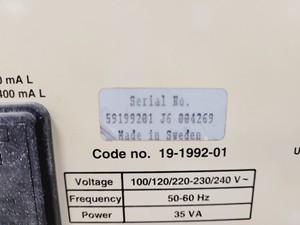 0 mA L
400 mA L
Serial No.
59199201 J6 004269
Made in Sweden
Code no. 19-1992-01
Voltage 100/120/220-230/240 V~
Frequency 50-60 Hz
Power 35 VA